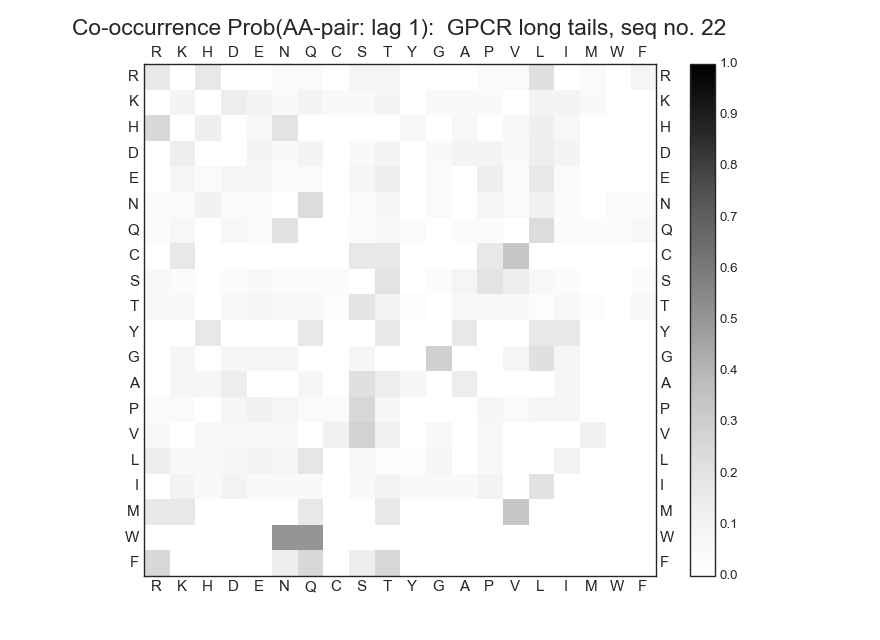 Co-occurrence Prob(AA-pair: lag 1):  GPCR long tails, seq no. 22
R K H D E N Q C S T Y G A P V L I M W F
R R 1.0
K K 0.9
H H
D D 0.8
E E
N N 0.7
Q Q 0.6
C C
S S 0.5
T T
Y Y 0.4
G G
A A 0.3
P P
V V
L L 0.2
I I
M M 0.1
W W
F F 0.0
R K H D E N Q C S T Y G A P V L I M W F